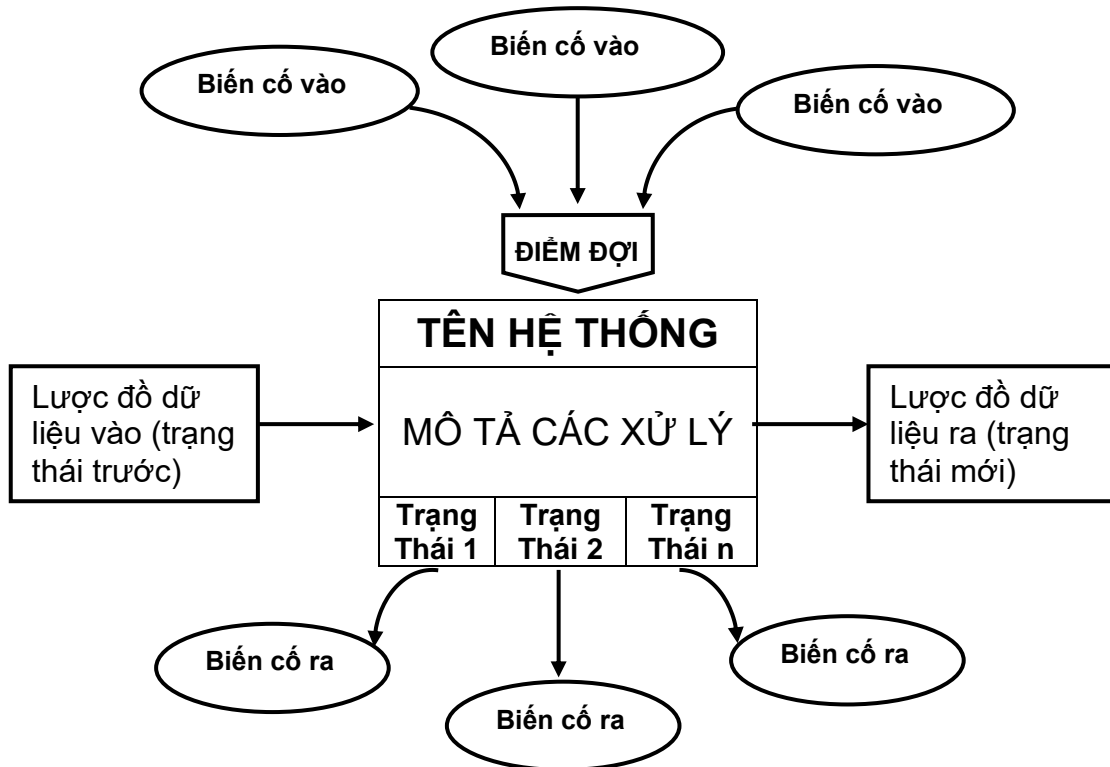 Biến cố vào
Biến cố vào
Biến cố vào
ĐIỂM ĐỢI
TÊN HỆ THỐNG
Lược đồ dữ
liệu vào (trạng
thái trước)
MÔ TẢ CÁC XỬ LÝ
Lược đồ dữ
liệu ra (trạng
thái mới)
Trạng
Thái 1
Trạng
Thái 2
Trạng
Thái n
Biến cố ra
Biến cố ra
Biến cố ra